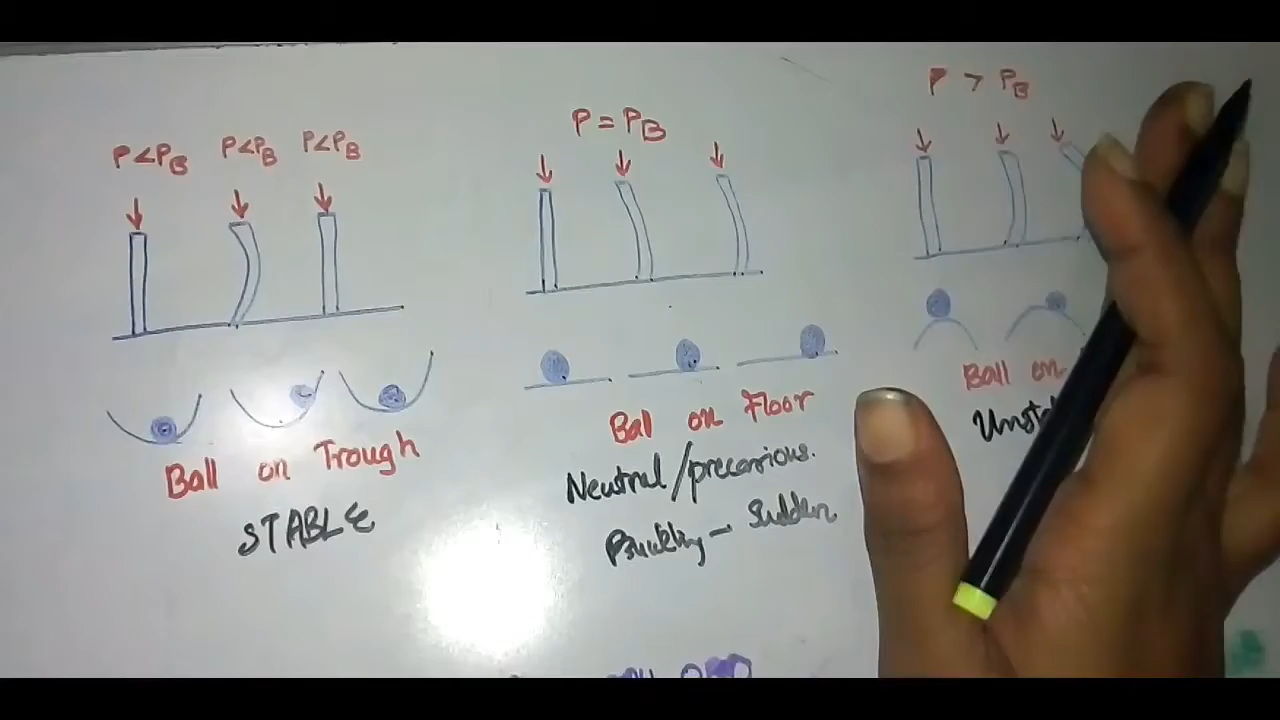 P<PB P<PB P<PB
Ball on Trough
STABLE
P = PB
Ball on Floor
Neutral/precarious.
Buckling - Sudden
P > PB
Ball on